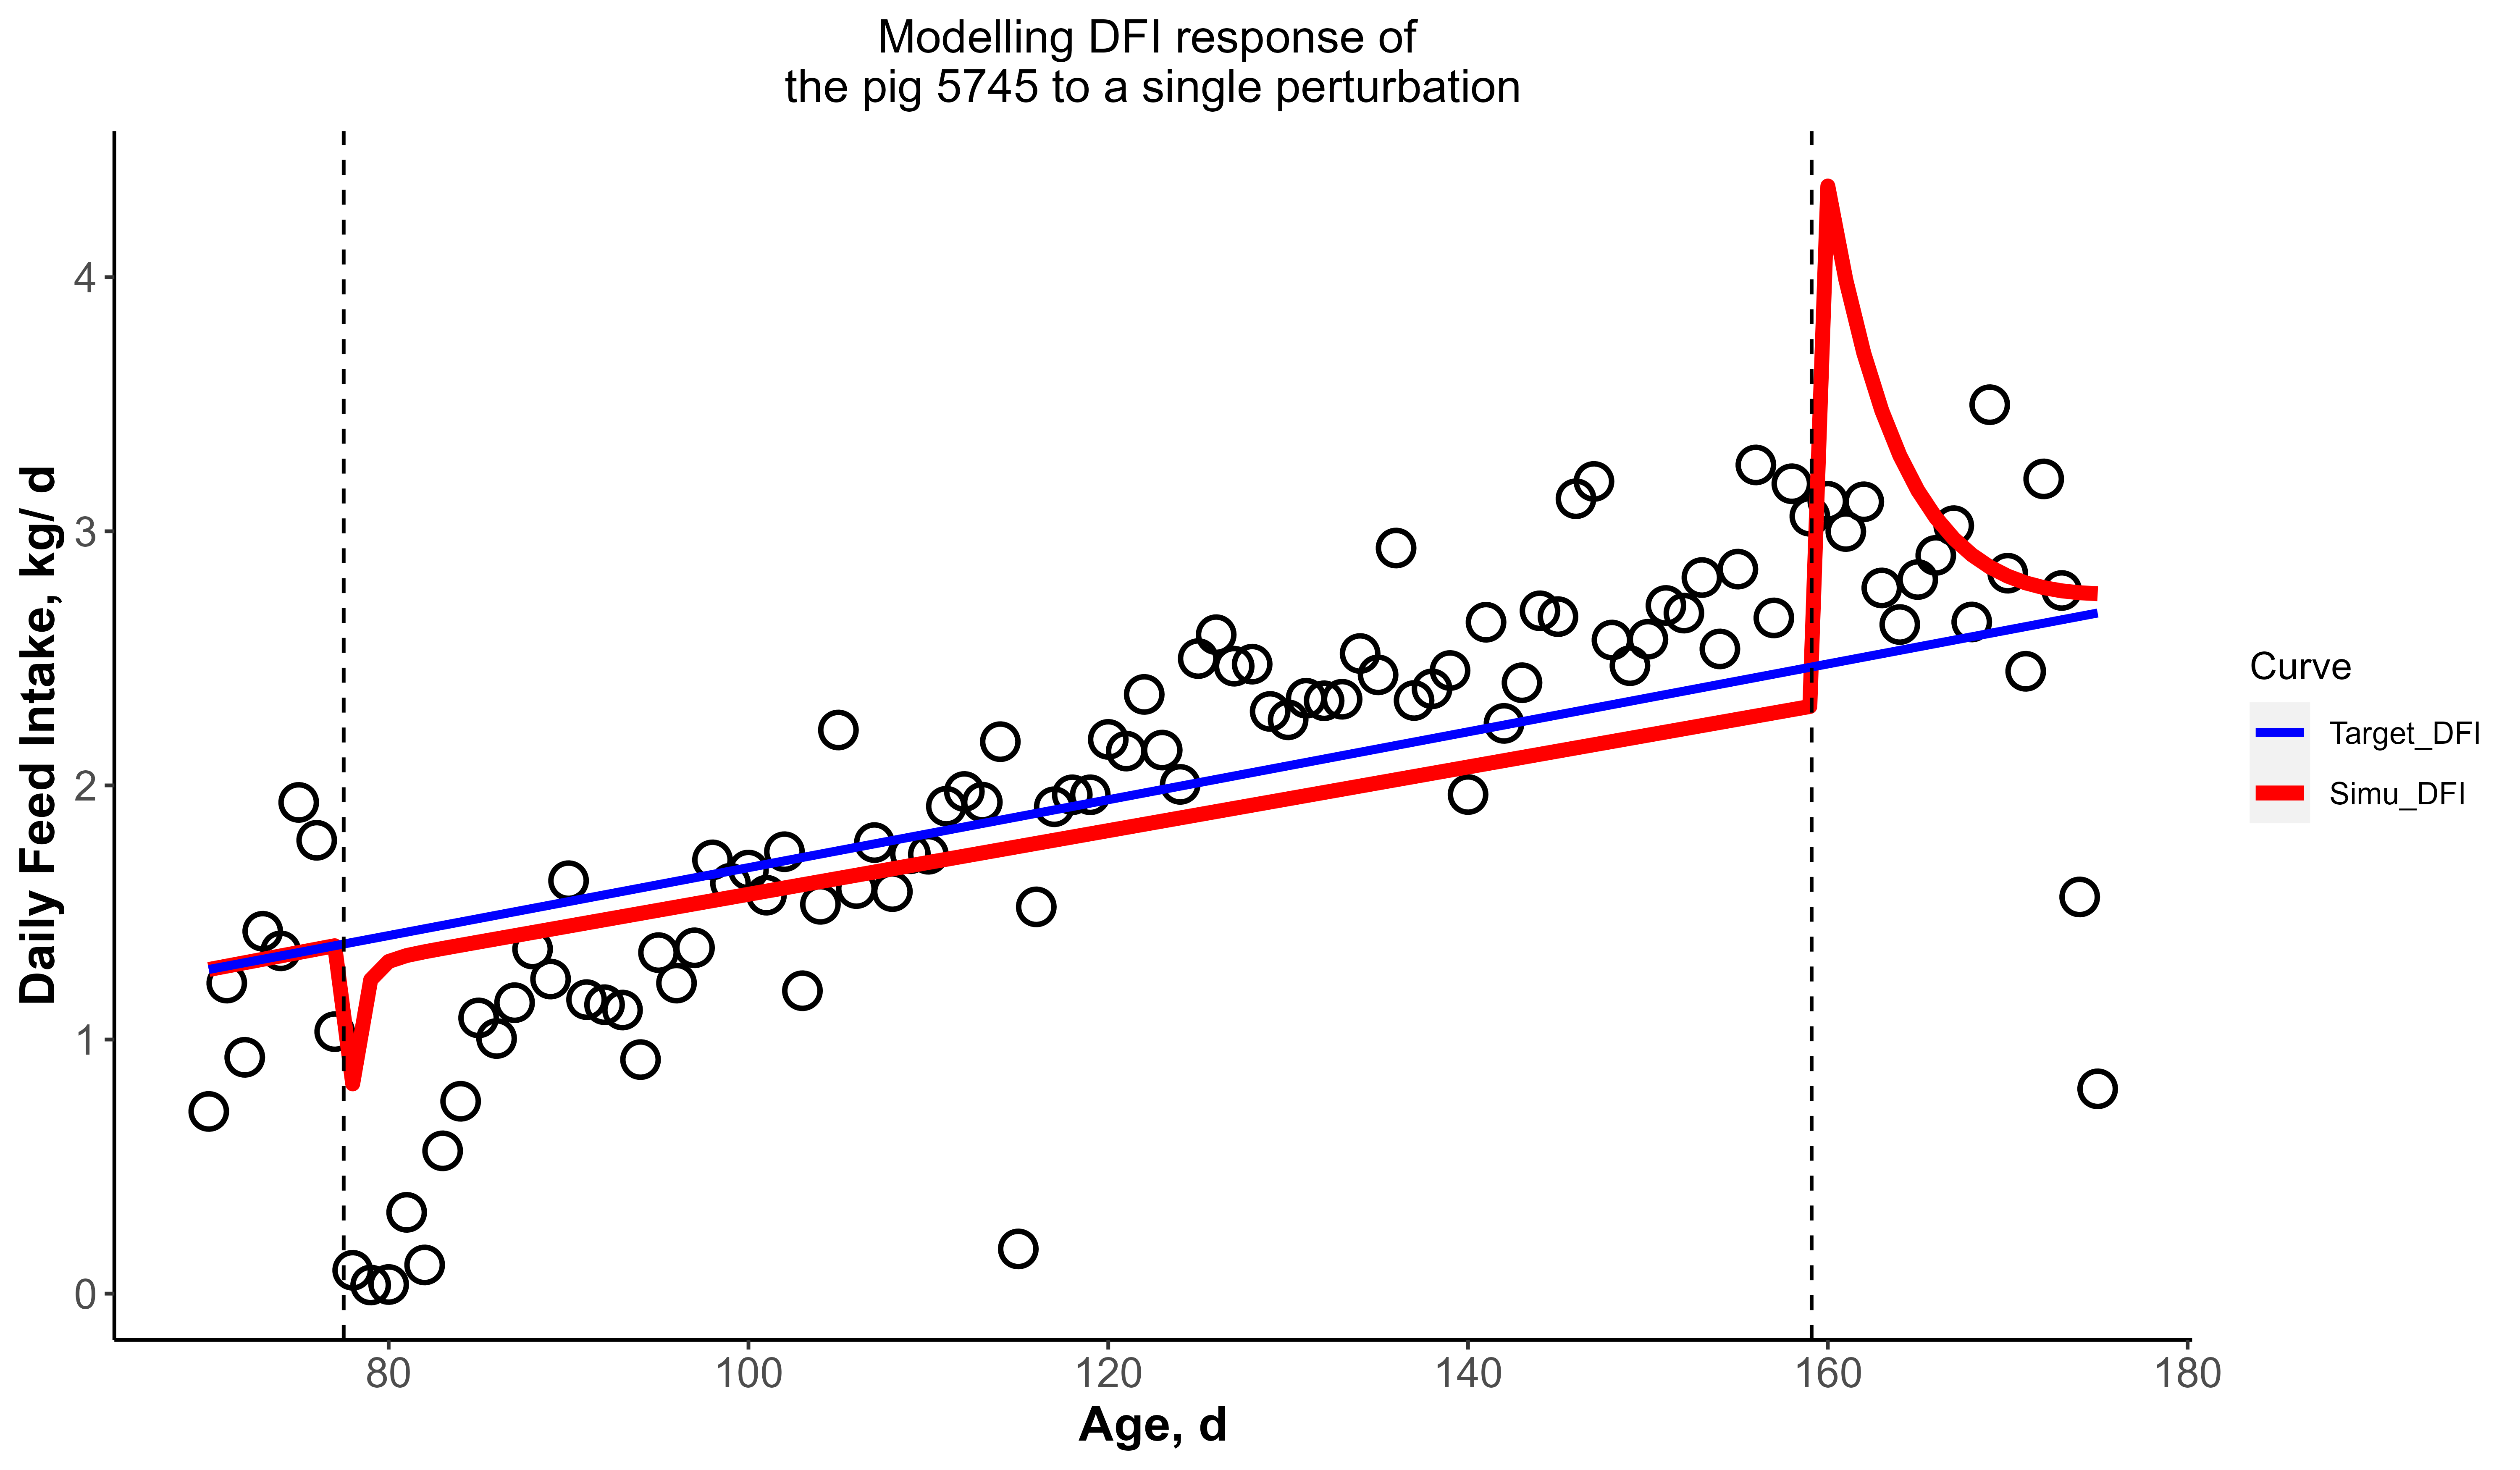 Modelling DFI response of
the pig 5745 to a single perturbation
Daily Feed Intake, kg/ d
4
3
2
1
0
80
100
120
140
160
180
Age, d
Curve
Target_DFI
Simu_DFI